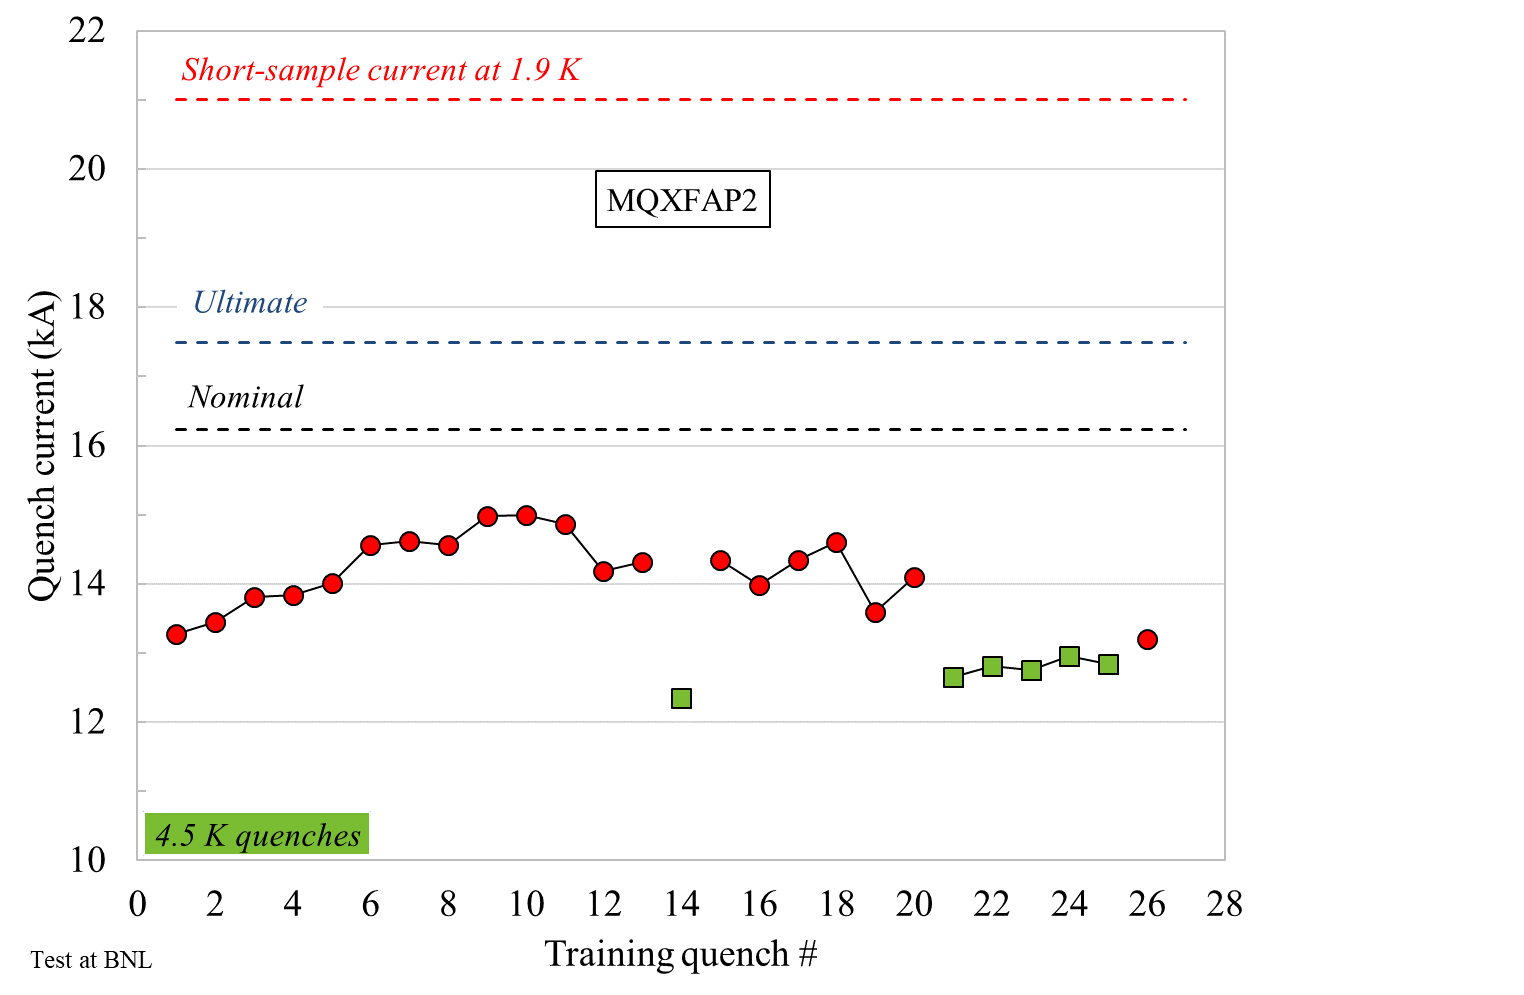 22
Short-sample current at 1.9 K
20
MQXFAP2
18
Ultimate
Nominal
16
Quench current (kA)
14
12
4.5 K quenches
10
0 2 4 6 8 10 12 14 16 18 20 22 24 26 28
Training quench #
Test at BNL